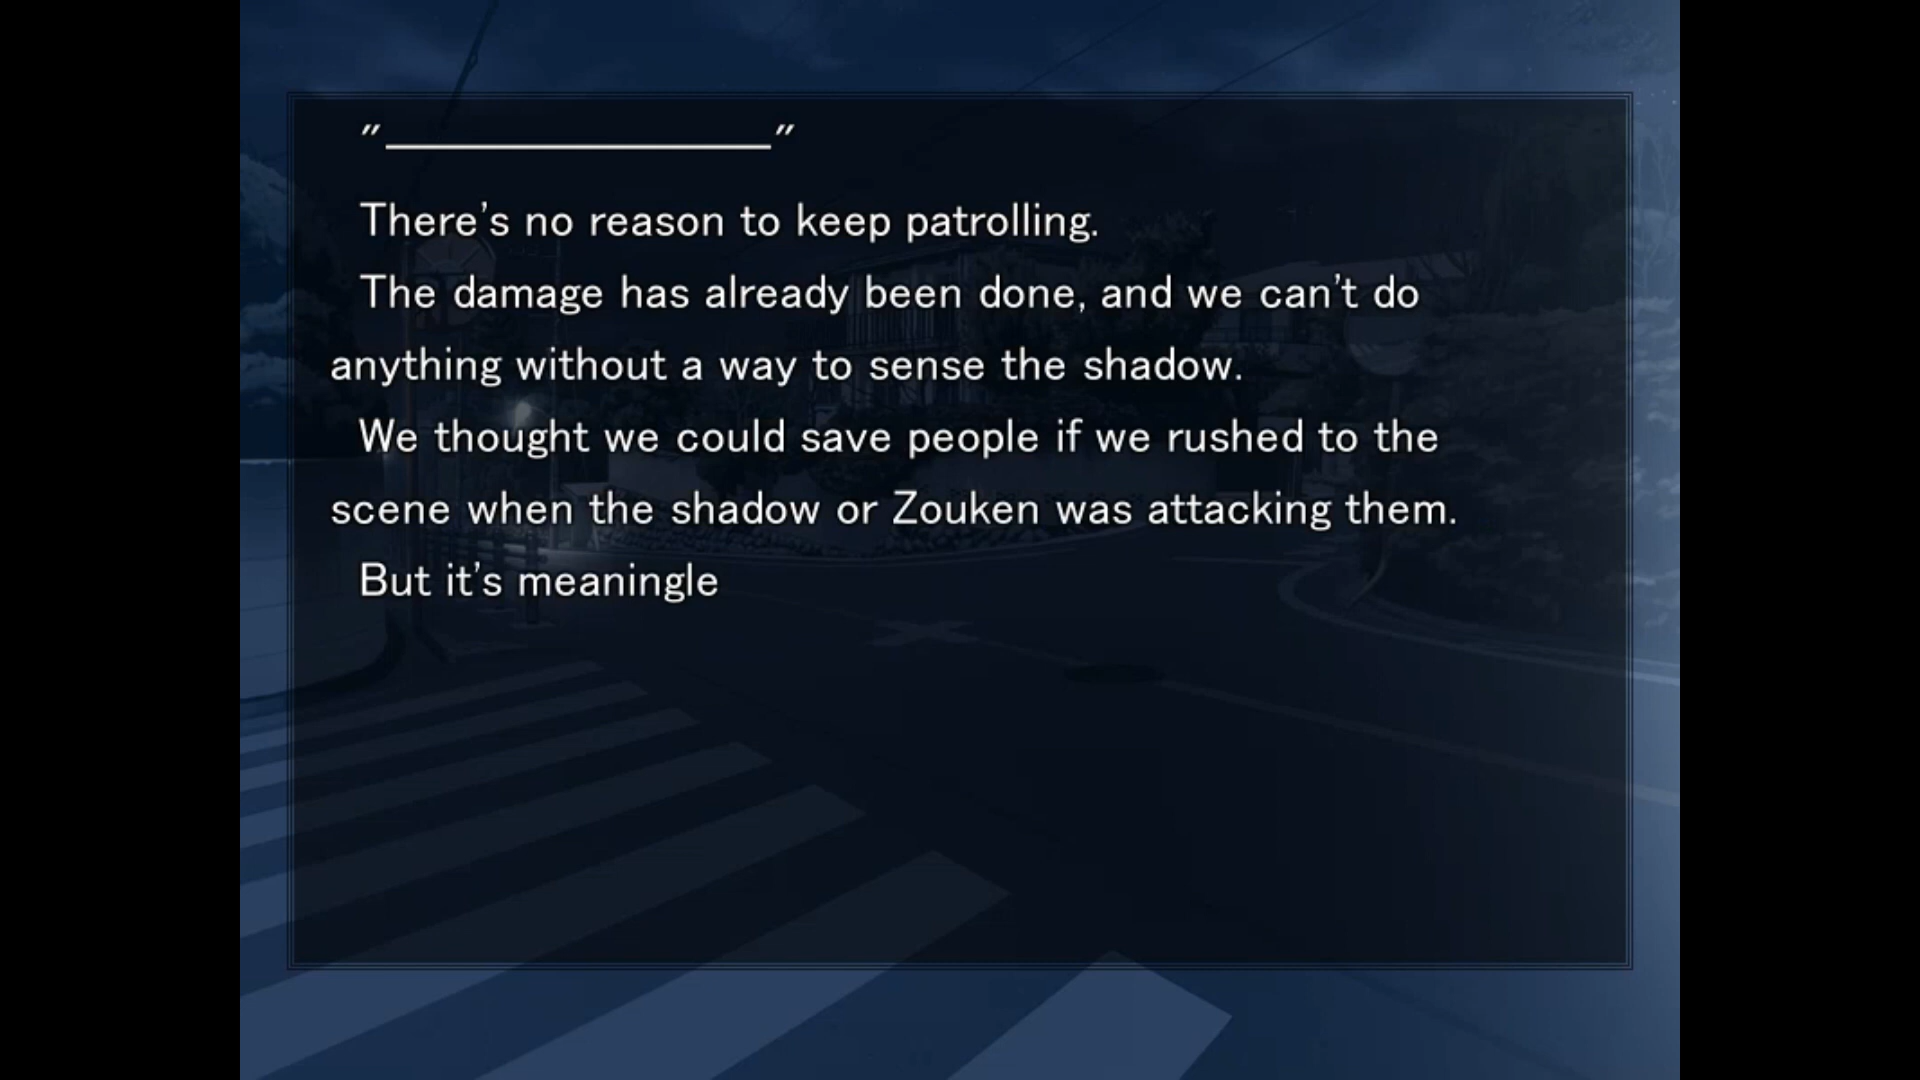 "________________"
There's no reason to keep patrolling.
The damage has already been done, and we can't do
anything without a way to sense the shadow.
We thought we could save people if we rushed to the
scene when the shadow or Zouken was attacking them.
But it's meaningle